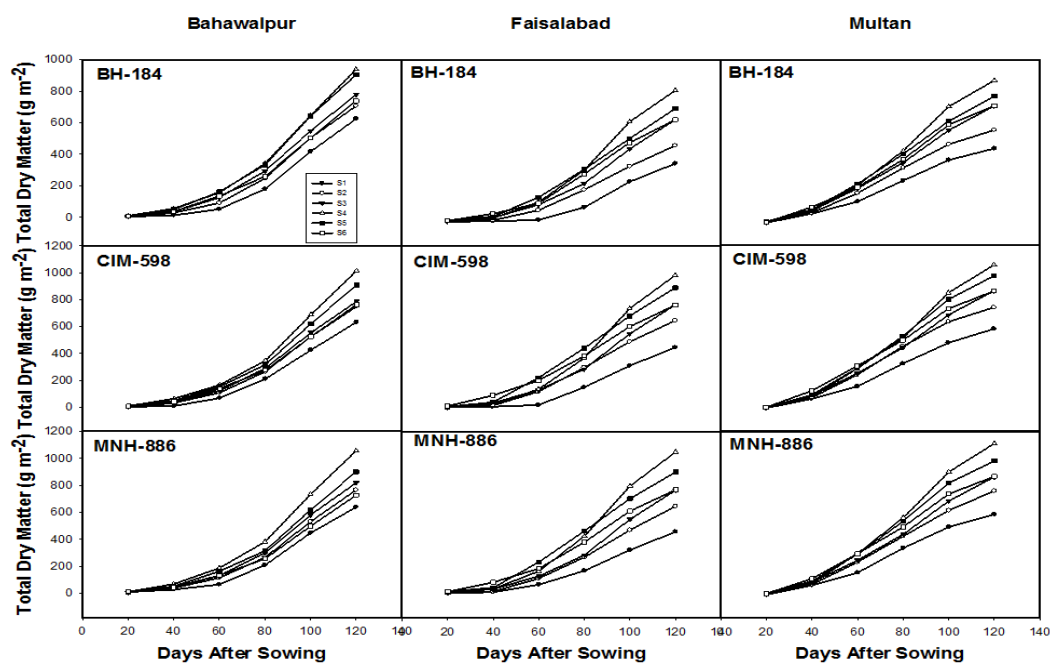 Bahawalpur Faisalabad Multan
BH-184 BH-184 BH-184
Total Dry Matter (g m-2)
1000
800
600
400
200
0
S1
S2
S3
S4
S5
S6
CIM-598 CIM-598 CIM-598
Total Dry Matter (g m-2)
1200
1000
800
600
400
200
0
MNH-886 MNH-886 MNH-886
Total Dry Matter (g m-2)
1200
1000
800
600
400
200
0
0 20 40 60 80 100 120 20 40 60 80 100 120 20 40 60 80 100 120 140
Days After Sowing Days After Sowing Days After Sowing